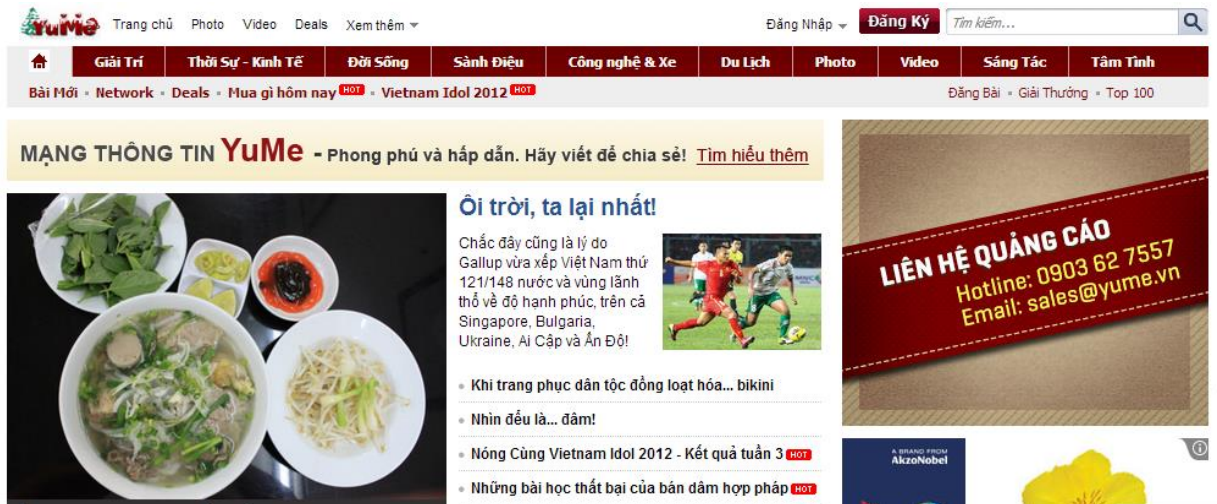 YuMe Trang chủ Photo Video Deals Xem thêm Đăng Nhập Đăng Ký Tìm kiếm...
Giải Trí Thời Sự - Kinh Tế Đời Sống Sành Điệu Công nghệ & Xe Du Lịch Photo Video Sáng Tác Tâm Tình
Bài Mới Network Deals Mua gì hôm nay HOT Vietnam Idol 2012 HOT Đăng Bài Giải Thưởng Top 100
MẠNG THÔNG TIN YuMe - Phong phú và hấp dẫn. Hãy viết để chia sẻ! Tìm hiểu thêm
Ôi trời, ta lại nhất!
Chắc đây cũng là lý do
Gallup vừa xếp Việt Nam thứ
121/148 nước và vùng lãnh
thổ về độ hạnh phúc, trên cả
Singapore, Bulgaria,
Ukraine, Ai Cập và Ấn Độ!
Khi trang phục dân tộc đồng loạt hóa... bikini
Nhìn đểu là... đâm!
Nóng Cùng Vietnam Idol 2012 - Kết quả tuần 3 HOT
Những bài học thất bại của bán dâm hợp pháp HOT
LIÊN HỆ QUẢNG CÁO
Hotline: 0903 62 7557
Email: sales@yume.vn
A BRAND FROM
AkzoNobel